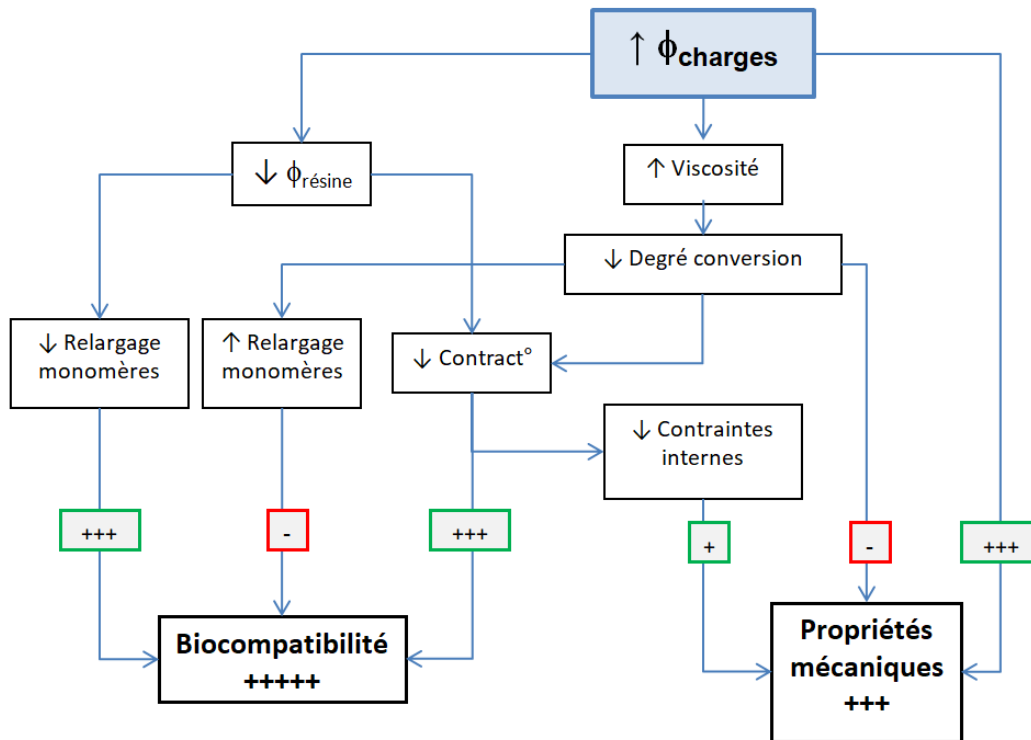 ↑ ϕcharges
↓ ϕrésine
↑ Viscosité
↓ Degré conversion
↓ Relargage
monomères
↑ Relargage
monomères
↓ Contract°
↓ Contraintes
internes
+++
-
+++
+
-
+++
Biocompatibilité
+++++
Propriétés
mécaniques
+++